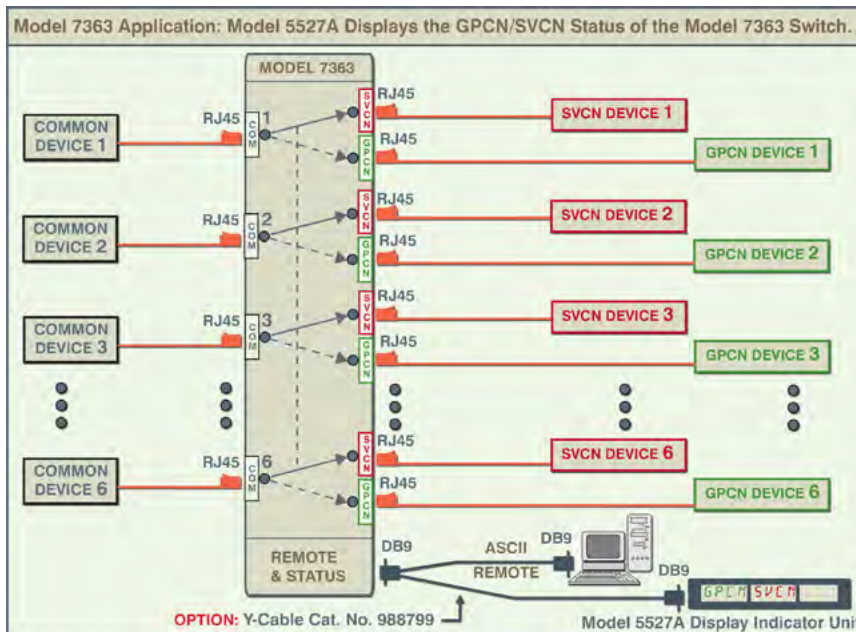 Model 7363 Application: Model 5527A Displays the GPCN/SVCN Status of the Model 7363 Switch.
MODEL 7363
COMMON
DEVICE 1
RJ45
COM
1
SVCN
RJ45
SVCN DEVICE 1
GPCN
RJ45
GPCN DEVICE 1
COMMON
DEVICE 2
RJ45
COM
2
SVCN
RJ45
SVCN DEVICE 2
GPCN
RJ45
GPCN DEVICE 2
COMMON
DEVICE 3
RJ45
COM
3
SVCN
RJ45
SVCN DEVICE 3
GPCN
RJ45
GPCN DEVICE 3
COMMON
DEVICE 6
RJ45
COM
6
SVCN
RJ45
SVCN DEVICE 6
GPCN
RJ45
GPCN DEVICE 6
REMOTE
& STATUS
DB9
ASCII
REMOTE
DB9
DB9
GPCN SVCN
OPTION: Y-Cable Cat. No. 988799
Model 5527A Display Indicator Unit